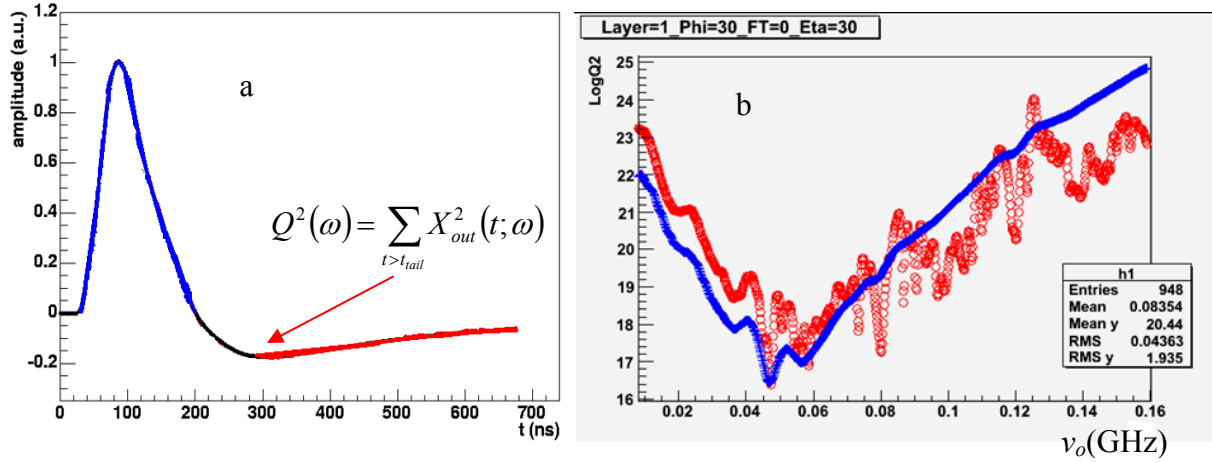 amplitude (a.u.)
1.2
1
0.8
0.6
0.4
0.2
0
-0.2
0 100 200 300 400 500 600 700
t (ns)
a
Q²(ω) = ∑ X²out (t; ω)
t>ttail
Layer=1_Phi=30_FT=0_Eta=30
LogQ2
25
24
23
22
21
20
19
18
17
16
b
h1
Entries 948
Mean 0.08354
Mean y 20.44
RMS 0.04363
RMS y 1.935
0.02 0.04 0.06 0.08 0.1 0.12 0.14 0.16
νo(GHz)